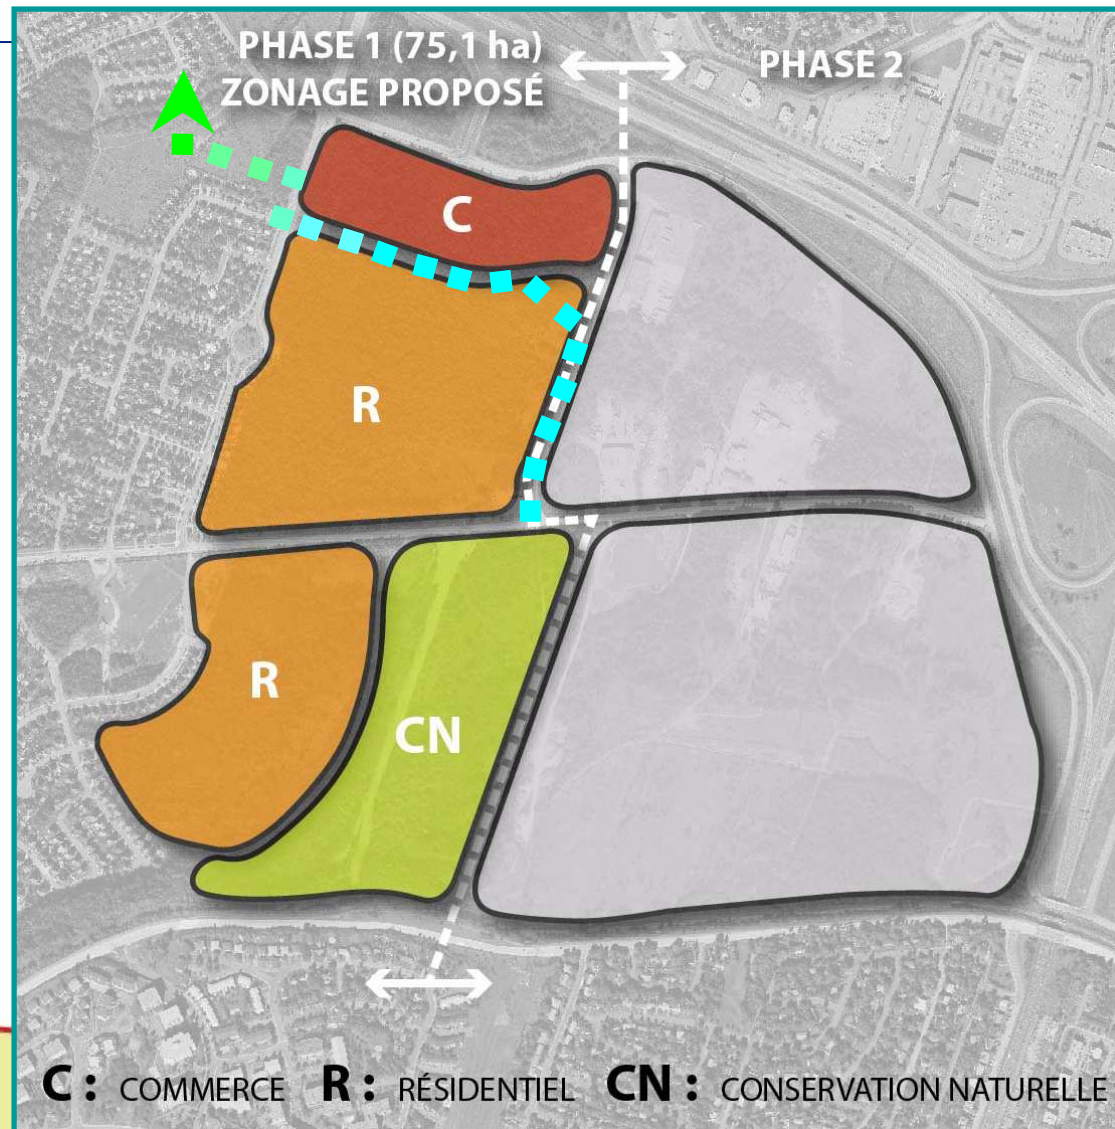 PHASE 1 (75,1 ha)
ZONAGE PROPOSÉ
PHASE 2
C
R
R
CN
C : COMMERCE R : RÉSIDENTIEL CN : CONSERVATION NATURELLE